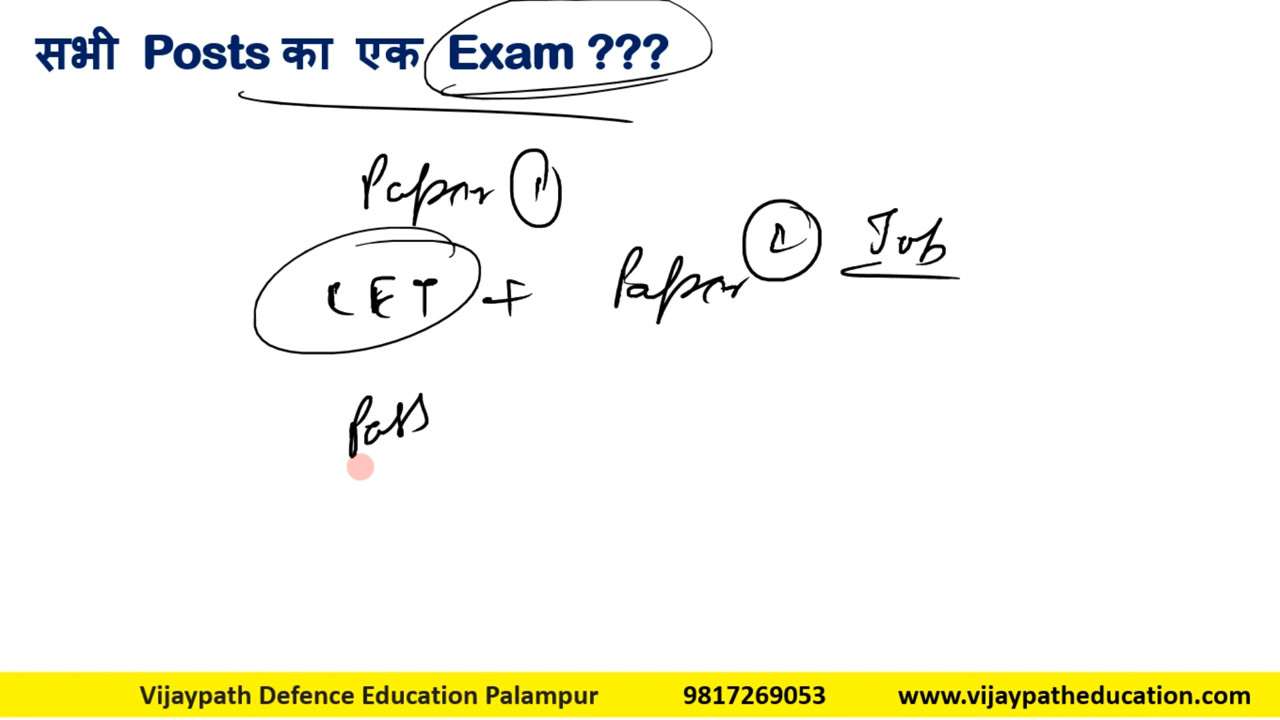 सभी Posts का एक Exam ???
Paper 1
CET + Paper 2 Job
Pass
Vijaypath Defence Education Palampur 9817269053 www.vijaypatheducation.com